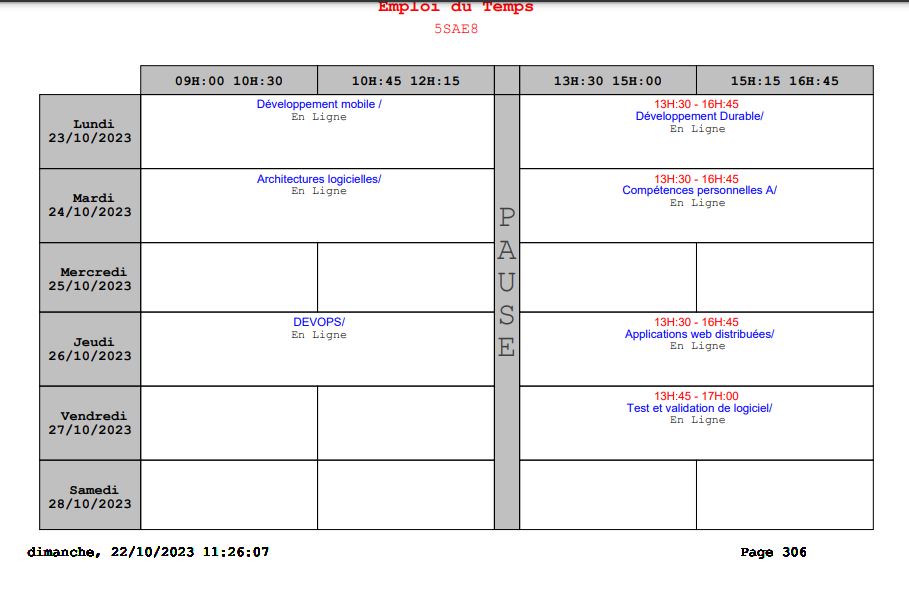 Emploi du Temps
5SAE8
09H:00 10H:30
10H:45 12H:15
13H:30 15H:00
15H:15 16H:45
Lundi
23/10/2023
Développement mobile /
En Ligne
13H:30 - 16H:45
Développement Durable/
En Ligne
Mardi
24/10/2023
Architectures logicielles/
En Ligne
13H:30 - 16H:45
Compétences personnelles A/
En Ligne
PAUSE
Mercredi
25/10/2023
Jeudi
26/10/2023
DEVOPS/
En Ligne
13H:30 - 16H:45
Applications web distribuées/
En Ligne
Vendredi
27/10/2023
13H:45 - 17H:00
Test et validation de logiciel/
En Ligne
Samedi
28/10/2023
dimanche, 22/10/2023 11:26:07
Page 306